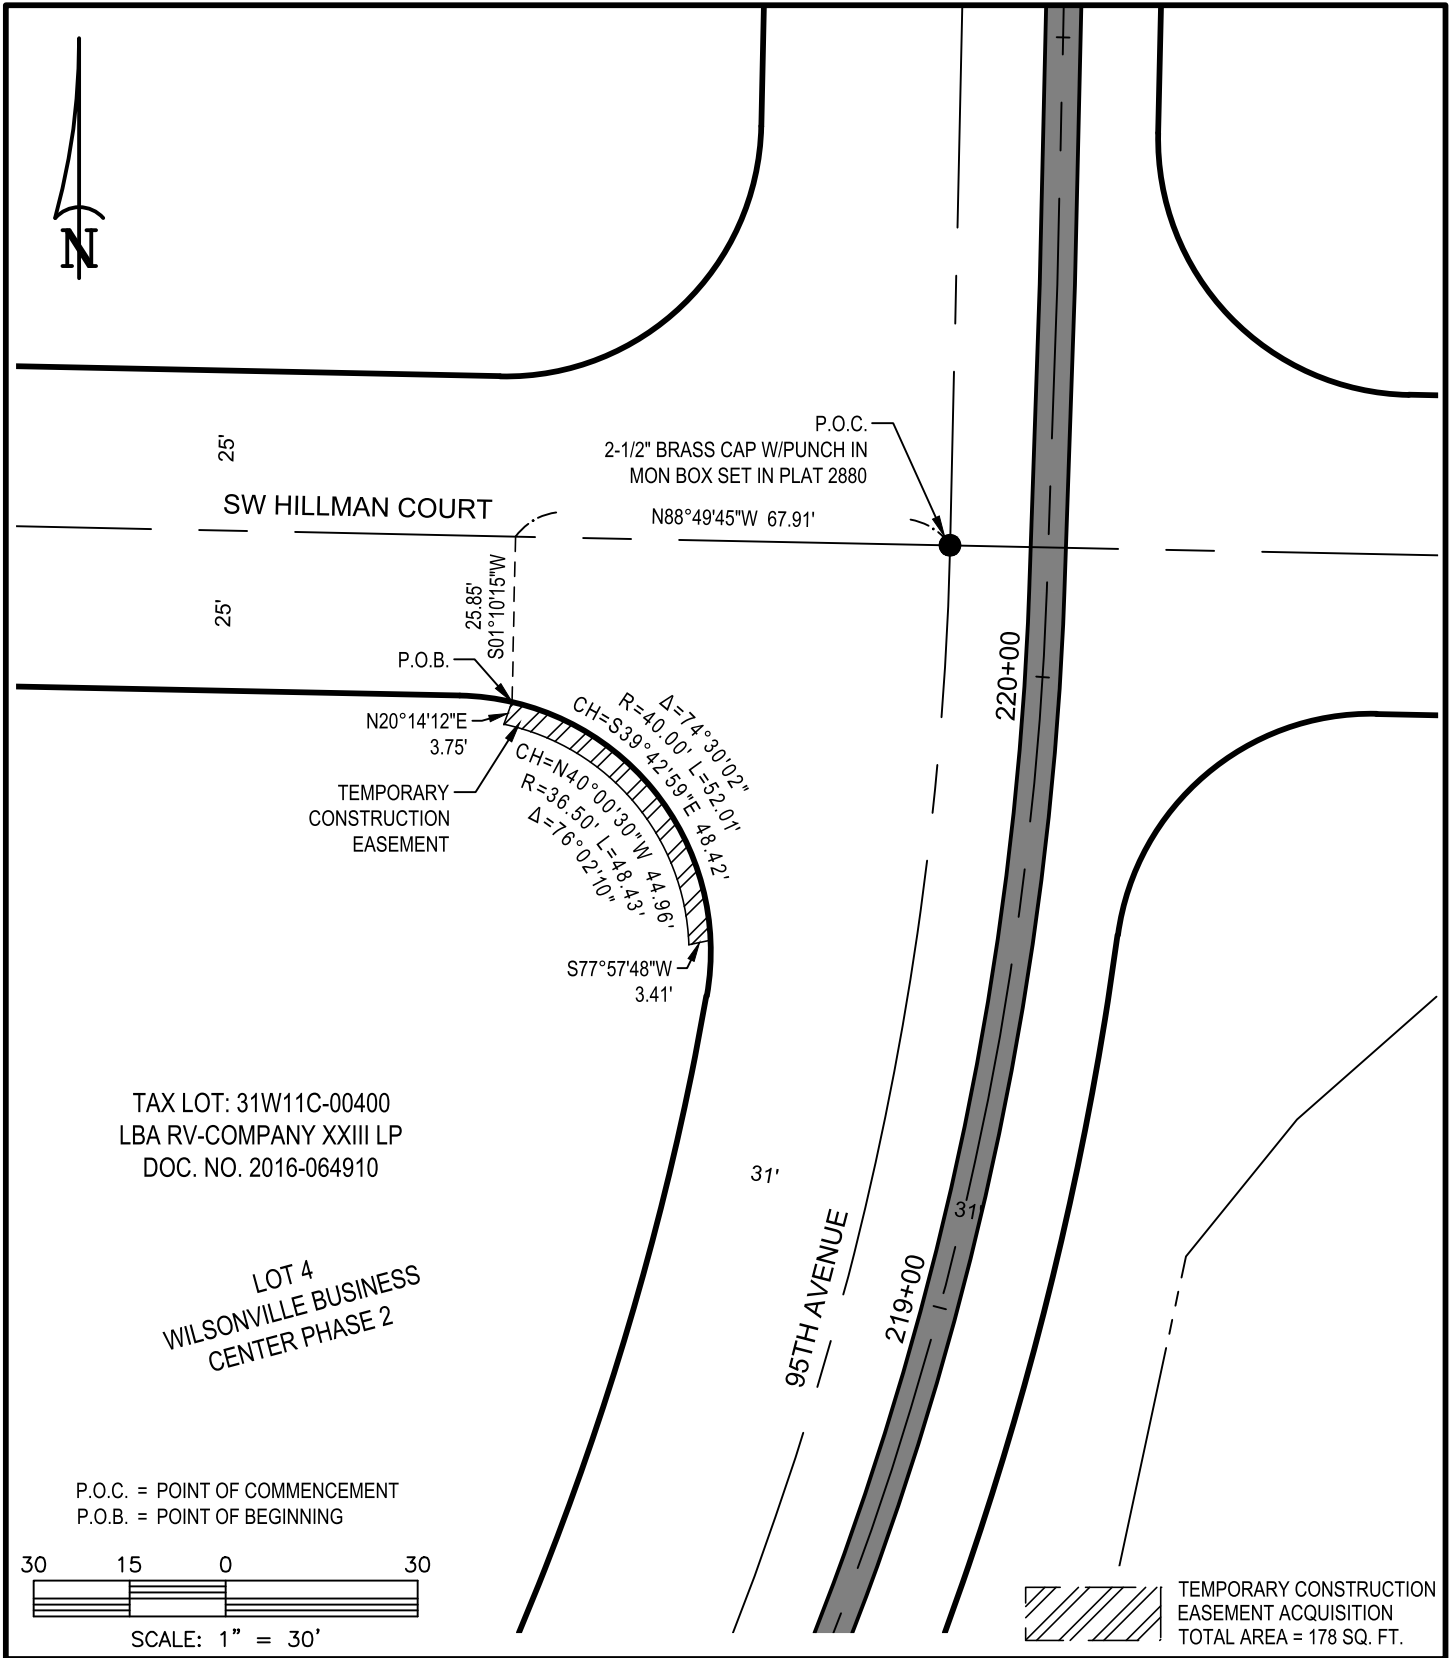 N
P.O.C.
2-1/2" BRASS CAP W/PUNCH IN
MON BOX SET IN PLAT 2880
25'
SW HILLMAN COURT
N88°49'45"W 67.91'
25'
25.85'
S01°10'15"W
P.O.B.
220+00
N20°14'12"E
3.75'
Δ=74°30'02"
R=40.00' L=52.01'
CH=S39°42'59"E 48.42'
CH=N40°00'30"W 44.96'
R=36.50' L=48.43'
Δ=76°02'10"
TEMPORARY
CONSTRUCTION
EASEMENT
S77°57'48"W
3.41'
TAX LOT: 31W11C-00400
LBA RV-COMPANY XXIII LP
DOC. NO. 2016-064910
31'
31'
95TH AVENUE
219+00
LOT 4
WILSONVILLE BUSINESS
CENTER PHASE 2
P.O.C. = POINT OF COMMENCEMENT
P.O.B. = POINT OF BEGINNING
30 15 0 30
SCALE: 1" = 30'
TEMPORARY CONSTRUCTION
EASEMENT ACQUISITION
TOTAL AREA = 178 SQ. FT.